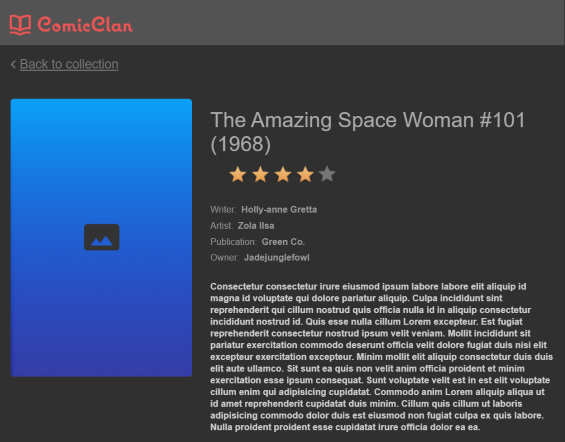 ComicClan
Back to collection
The Amazing Space Woman #101
(1968)
Writer: Holly-anne Gretta
Artist: Zola Ilsa
Publication: Green Co.
Owner: Jadejunglefowl
Consectetur consectetur irure eiusmod ipsum labore labore elit aliquip id
magna id voluptate qui dolore pariatur aliquip. Culpa incididunt sint
reprehenderit qui cillum nostrud quis officia nulla id in aliquip consectetur
incididunt nostrud id. Quis esse nulla cillum Lorem excepteur. Est fugiat
reprehenderit consectetur nostrud ipsum velit veniam. Mollit incididunt sit
pariatur exercitation commodo deserunt officia velit dolore fugiat duis nisi elit
excepteur exercitation excepteur. Minim mollit elit aliquip consectetur duis duis
elit aute ullamco. Sit sunt ea quis non velit anim officia proident et minim
exercitation esse ipsum consequat. Sunt voluptate velit est in est elit voluptate
cillum enim qui adipisicing cupidatat. Commodo anim Lorem aliquip aliqua ut
id amet reprehenderit cupidatat duis minim. Cillum quis cillum ut laboris
adipisicing commodo dolor duis est eiusmod non fugiat culpa ex quis labore.
Nulla proident proident esse cupidatat irure officia dolor ea ea.